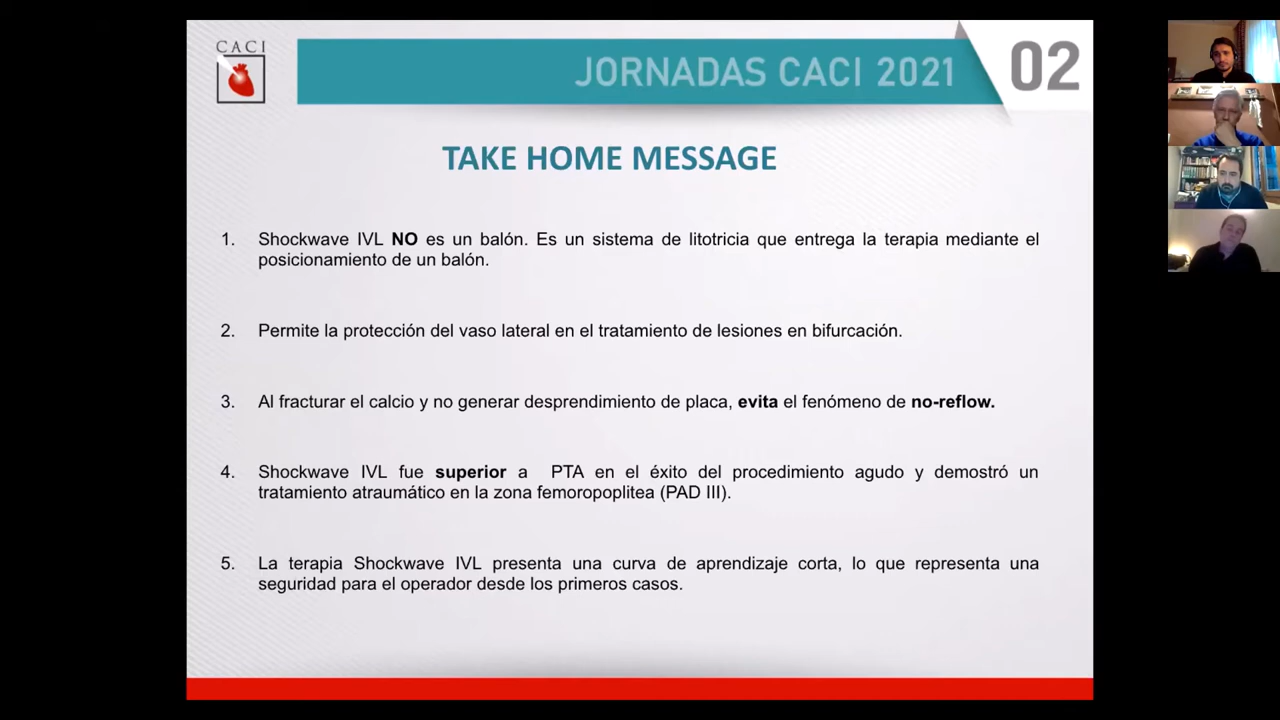 CACI
JORNADAS CACI 2021
02
TAKE HOME MESSAGE
1. Shockwave IVL NO es un balón. Es un sistema de litotricia que entrega la terapia mediante el
posicionamiento de un balón.
2. Permite la protección del vaso lateral en el tratamiento de lesiones en bifurcación.
3. Al fracturar el calcio y no generar desprendimiento de placa, evita el fenómeno de no-reflow.
4. Shockwave IVL fue superior a PTA en el éxito del procedimiento agudo y demostró un
tratamiento atraumático en la zona femoropoplitea (PAD III).
5. La terapia Shockwave IVL presenta una curva de aprendizaje corta, lo que representa una
seguridad para el operador desde los primeros casos.